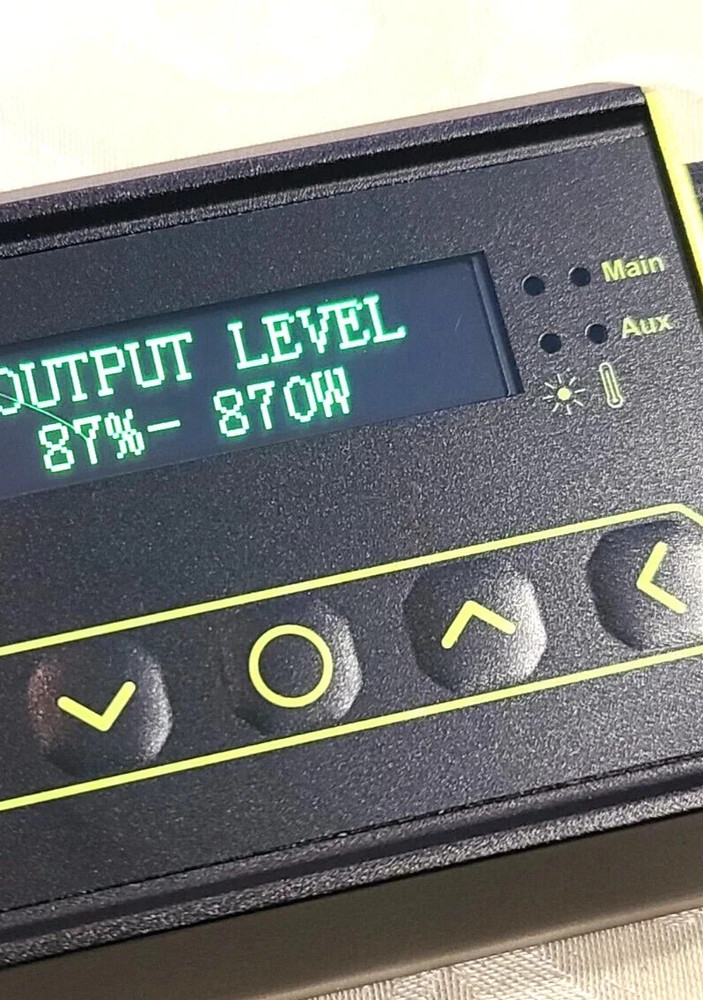 OUTPUT LEVEL
87%- 870W
Main
Aux